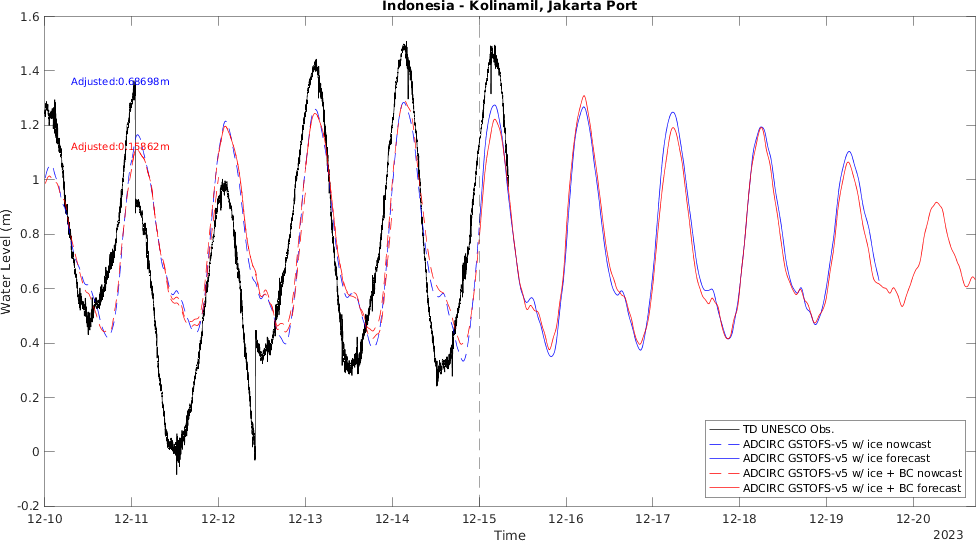 Indonesia - Kolinamil, Jakarta Port
1.6
1.4
1.2
1
0.8
0.6
0.4
0.2
0
-0.2
Water Level (m)
Adjusted:0.68698m
Adjusted:0.15862m
TD UNESCO Obs.
ADCIRC GSTOFS-v5 w/ ice nowcast
ADCIRC GSTOFS-v5 w/ ice forecast
ADCIRC GSTOFS-v5 w/ ice + BC nowcast
ADCIRC GSTOFS-v5 w/ ice + BC forecast
12-10 12-11 12-12 12-13 12-14 12-15 12-16 12-17 12-18 12-19 12-20
Time
2023